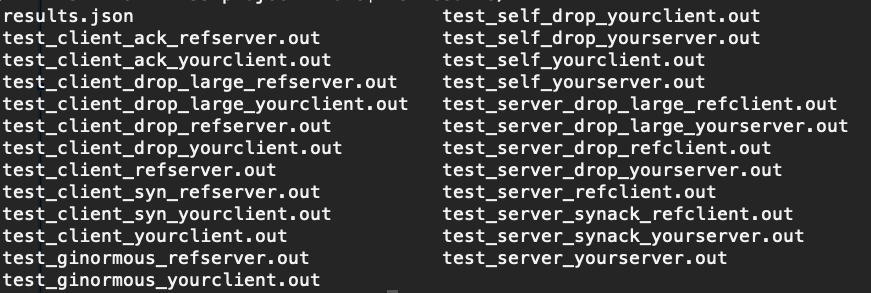 results.json test_self_drop_yourclient.out
test_client_ack_refserver.out test_self_drop_yourserver.out
test_client_ack_yourclient.out test_self_yourclient.out
test_client_drop_large_refserver.out test_self_yourserver.out
test_client_drop_large_yourclient.out test_server_drop_large_refclient.out
test_client_drop_refserver.out test_server_drop_large_yourserver.out
test_client_drop_yourclient.out test_server_drop_refclient.out
test_client_refserver.out test_server_drop_yourserver.out
test_client_syn_refserver.out test_server_refclient.out
test_client_syn_yourclient.out test_server_synack_refclient.out
test_client_yourclient.out test_server_synack_yourserver.out
test_ginormous_refserver.out test_server_yourserver.out
test_ginormous_yourclient.out